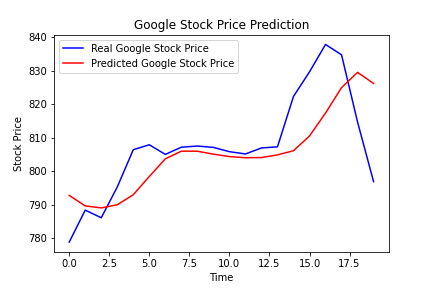 Google Stock Price Prediction
840
830
820
810
800
790
780
Stock Price
Real Google Stock Price
Predicted Google Stock Price
0.0 2.5 5.0 7.5 10.0 12.5 15.0 17.5
Time